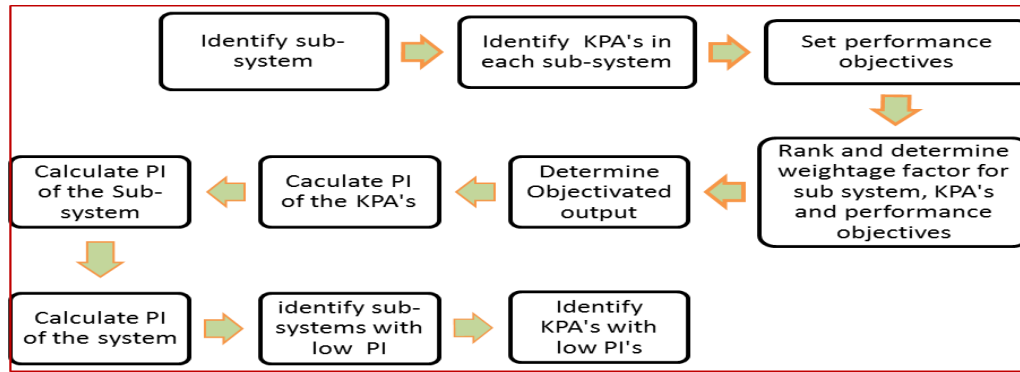 Identify sub-
system
Identify KPA's in
each sub-system
Set performance
objectives
Rank and determine
weightage factor for
sub system, KPA's
and performance
objectives
Determine
Objectivated
output
Caculate PI
of the KPA's
Calculate PI
of the Sub-
system
Calculate PI
of the system
identify sub-
systems with
low PI
Identify
KPA's with
low PI's